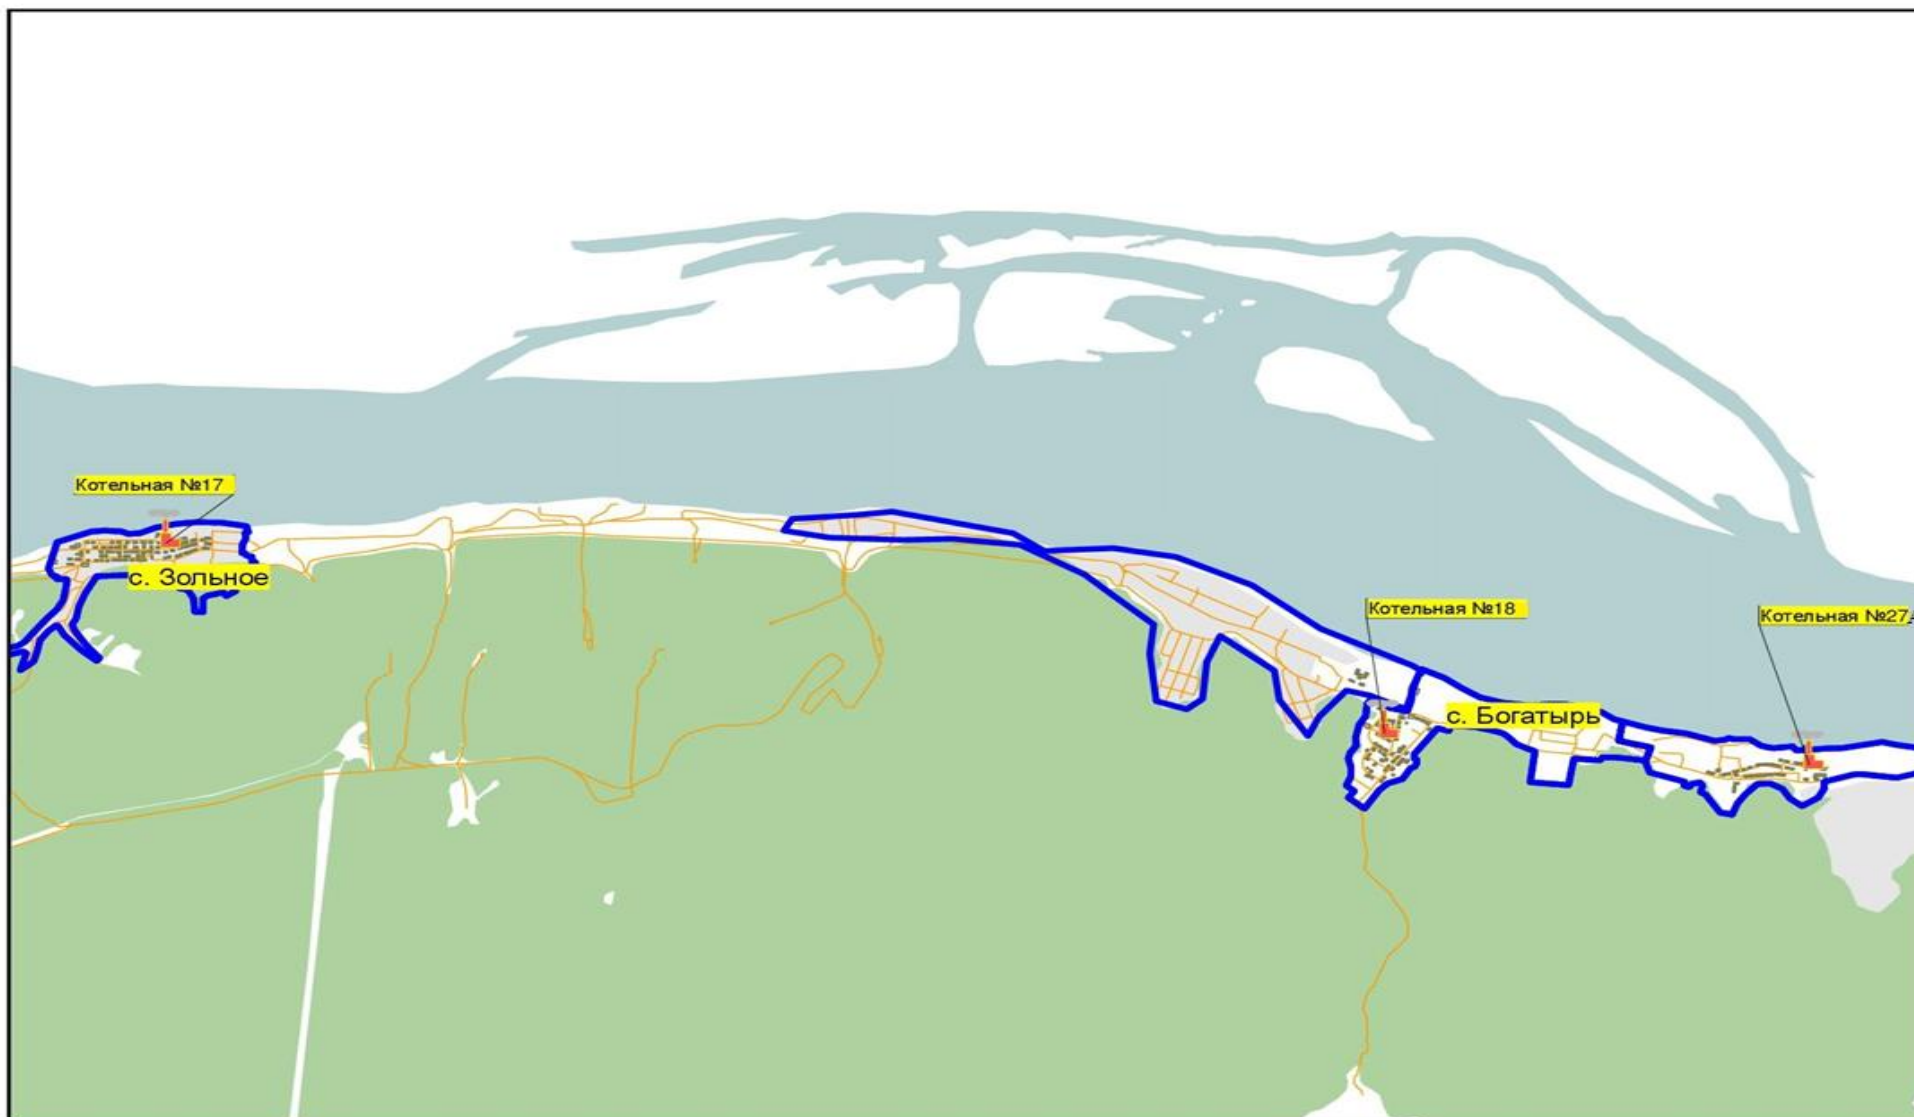 Котельная №17
с. Зольное
Котельная №18
Котельная №27
с. Богатырь